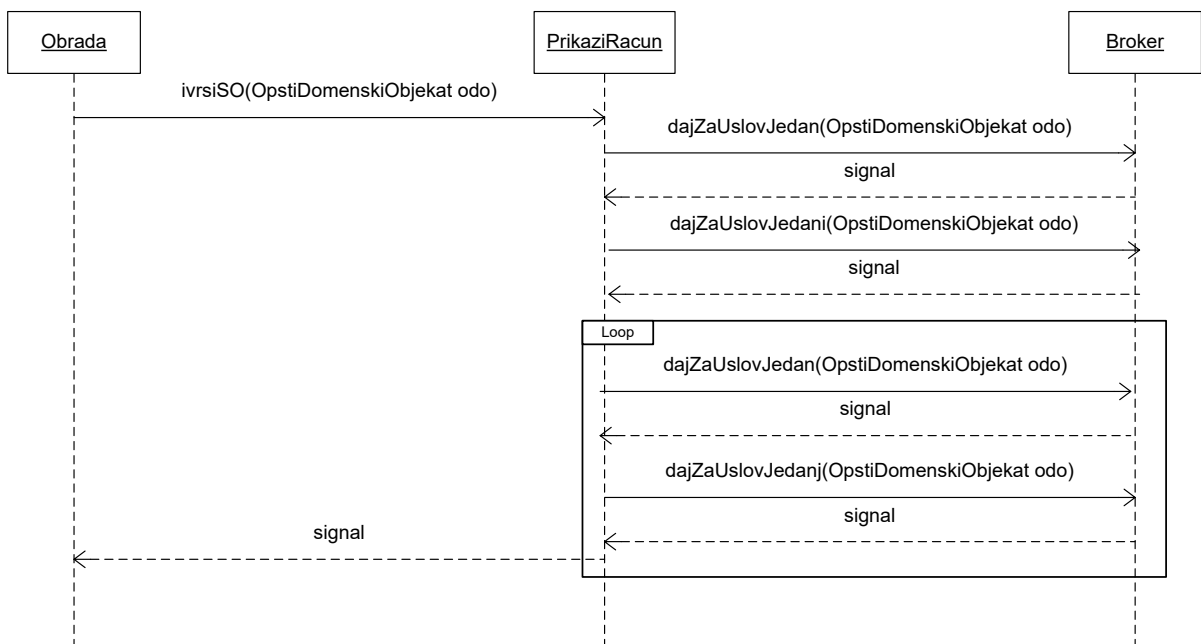 Obrada
PrikaziRacun
Broker
ivrsiSO(OpstiDomenskiObjekat odo)
dajZaUslovJedan(OpstiDomenskiObjekat odo)
signal
dajZaUslovJedani(OpstiDomenskiObjekat odo)
signal
Loop
dajZaUslovJedan(OpstiDomenskiObjekat odo)
signal
dajZaUslovJedanj(OpstiDomenskiObjekat odo)
signal
signal